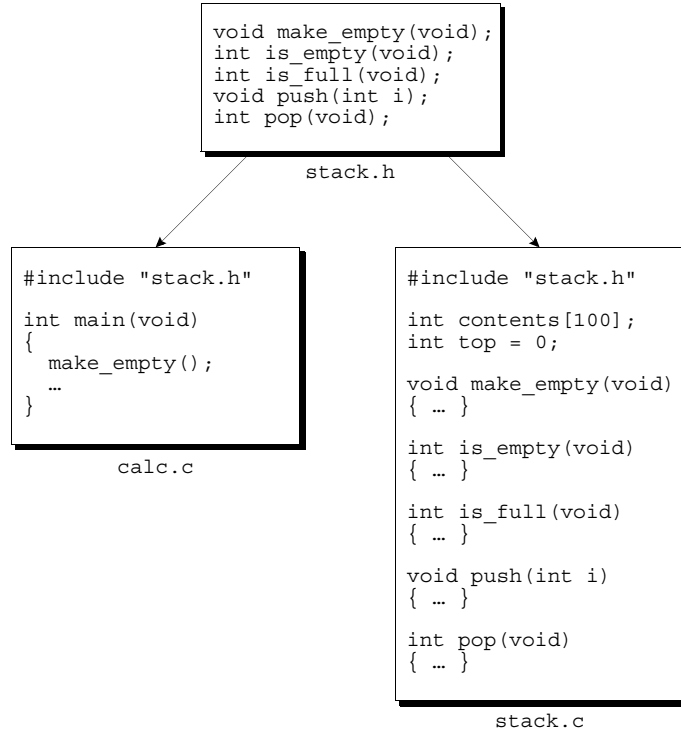 void make_empty(void);
int is_empty(void);
int is_full(void);
void push(int i);
int pop(void);
stack.h
#include "stack.h"
int main(void)
{
make_empty();
…
}
calc.c
#include "stack.h"
int contents[100];
int top = 0;
void make_empty(void)
{ … }
int is_empty(void)
{ … }
int is_full(void)
{ … }
void push(int i)
{ … }
int pop(void)
{ … }
stack.c